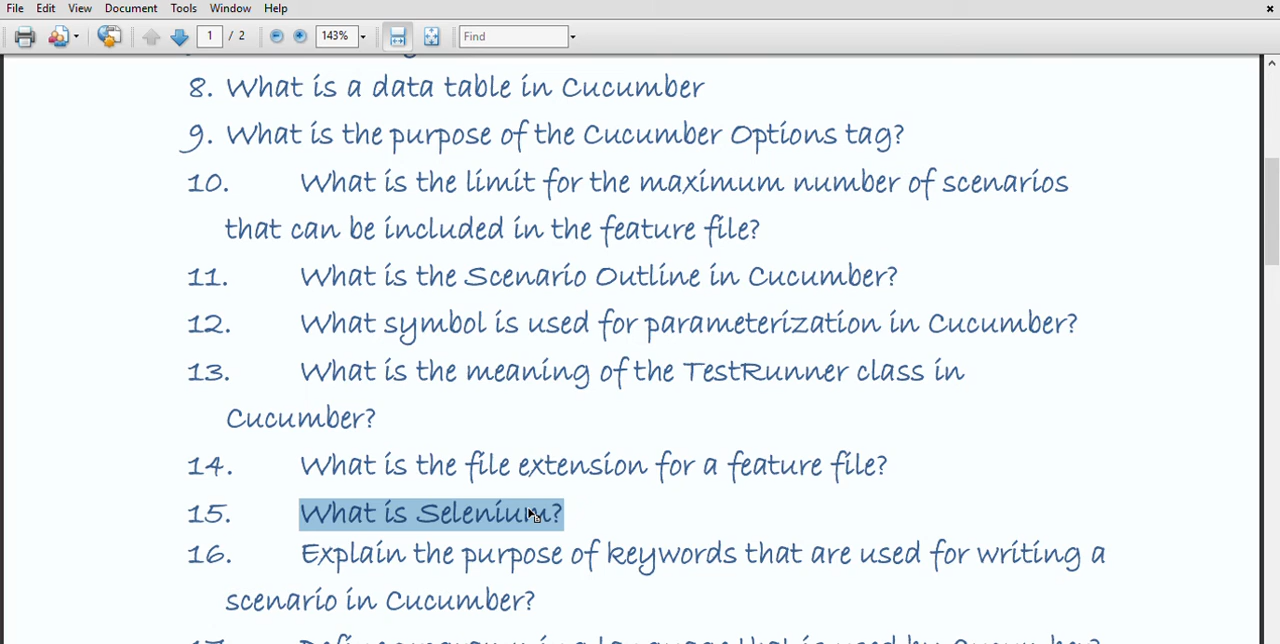 File Edit View Document Tools Window Help
1 / 2 143% Find
8. What is a data table in Cucumber
9. What is the purpose of the Cucumber Options tag?
10. What is the limit for the maximum number of scenarios
that can be included in the feature file?
11. What is the Scenario Outline in Cucumber?
12. What symbol is used for parameterization in Cucumber?
13. What is the meaning of the TestRunner class in
Cucumber?
14. What is the file extension for a feature file?
15. What is Selenium?
16. Explain the purpose of keywords that are used for writing a
scenario in Cucumber?